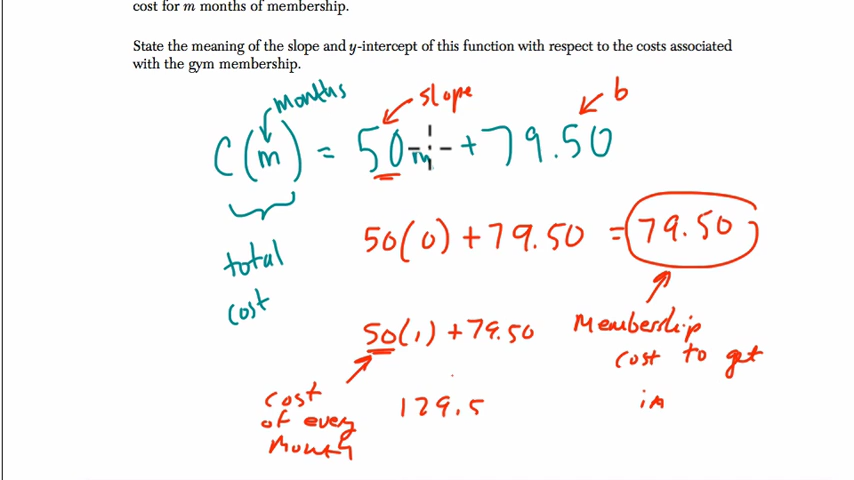 cost for m months of membership.
State the meaning of the slope and y-intercept of this function with respect to the costs associated
with the gym membership.
months
slope
b
C(m) = 50m + 79.50
total
cost
50(0) + 79.50 = 79.50
50(1) + 79.50
Membership
cost to get
in
cost
of every
Month
129.5